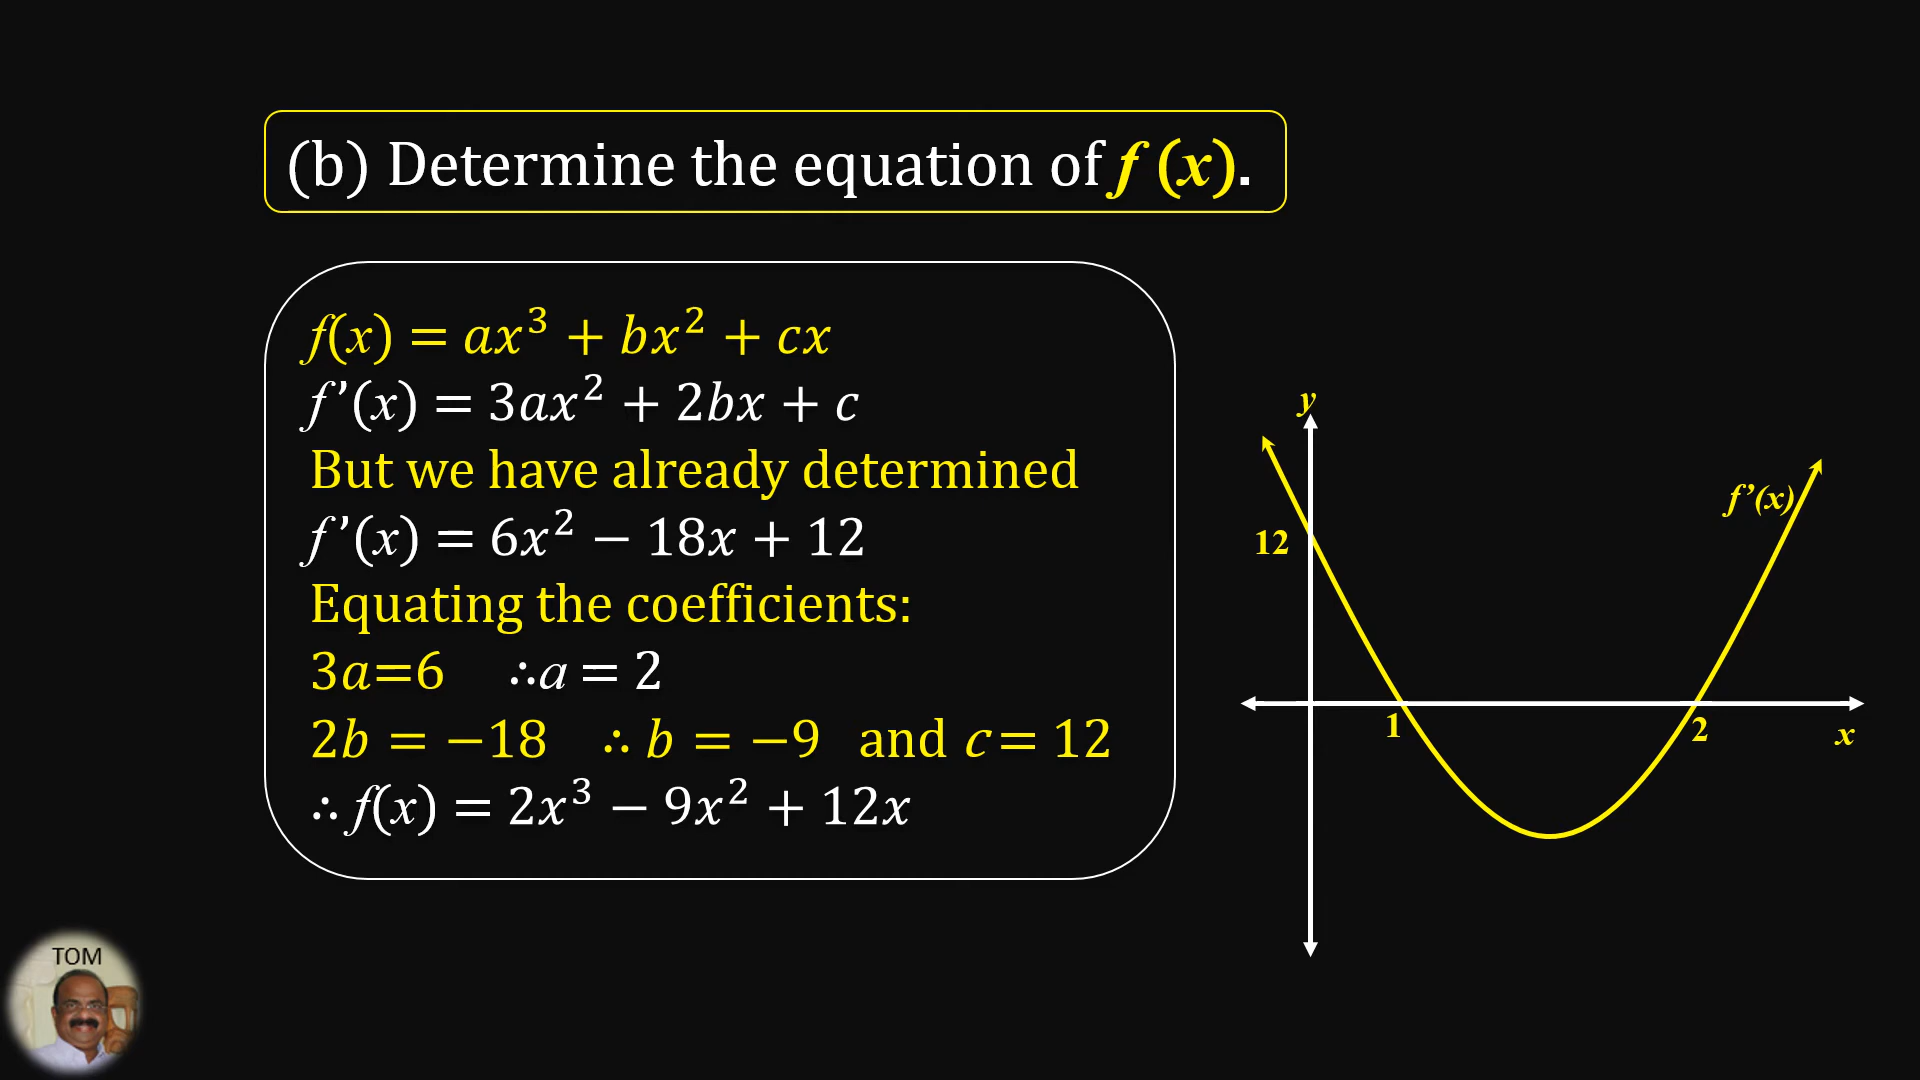 (b) Determine the equation of f (x).
f(x) = ax³ + bx² + cx
f’(x) = 3ax² + 2bx + c
But we have already determined
f’(x) = 6x² − 18x + 12
Equating the coefficients:
3a=6 ∴a = 2
2b = −18 ∴ b = −9 and c = 12
∴ f(x) = 2x³ − 9x² + 12x
y
f’(x)
12
1
2
x
TOM